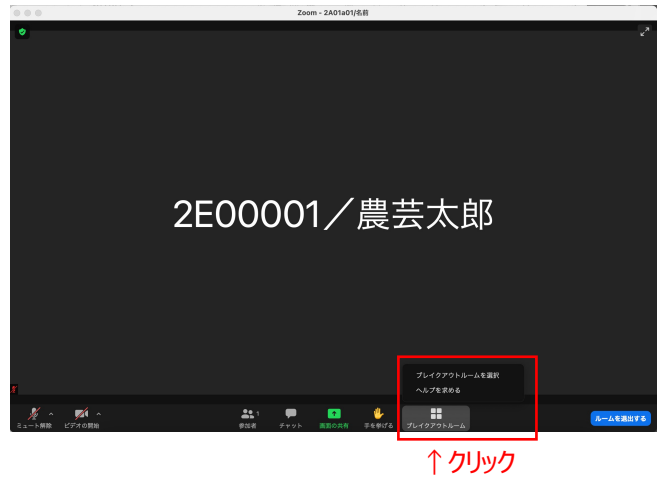 Zoom - 2A01a01/名前
2E00001／農芸太郎
ブレイクアウトルームを選択
ヘルプを求める
1
ミュート解除 ビデオの開始 参加者 チャット 画面の共有 手を挙げる ブレイクアウトルーム ルームを退出する
↑クリック